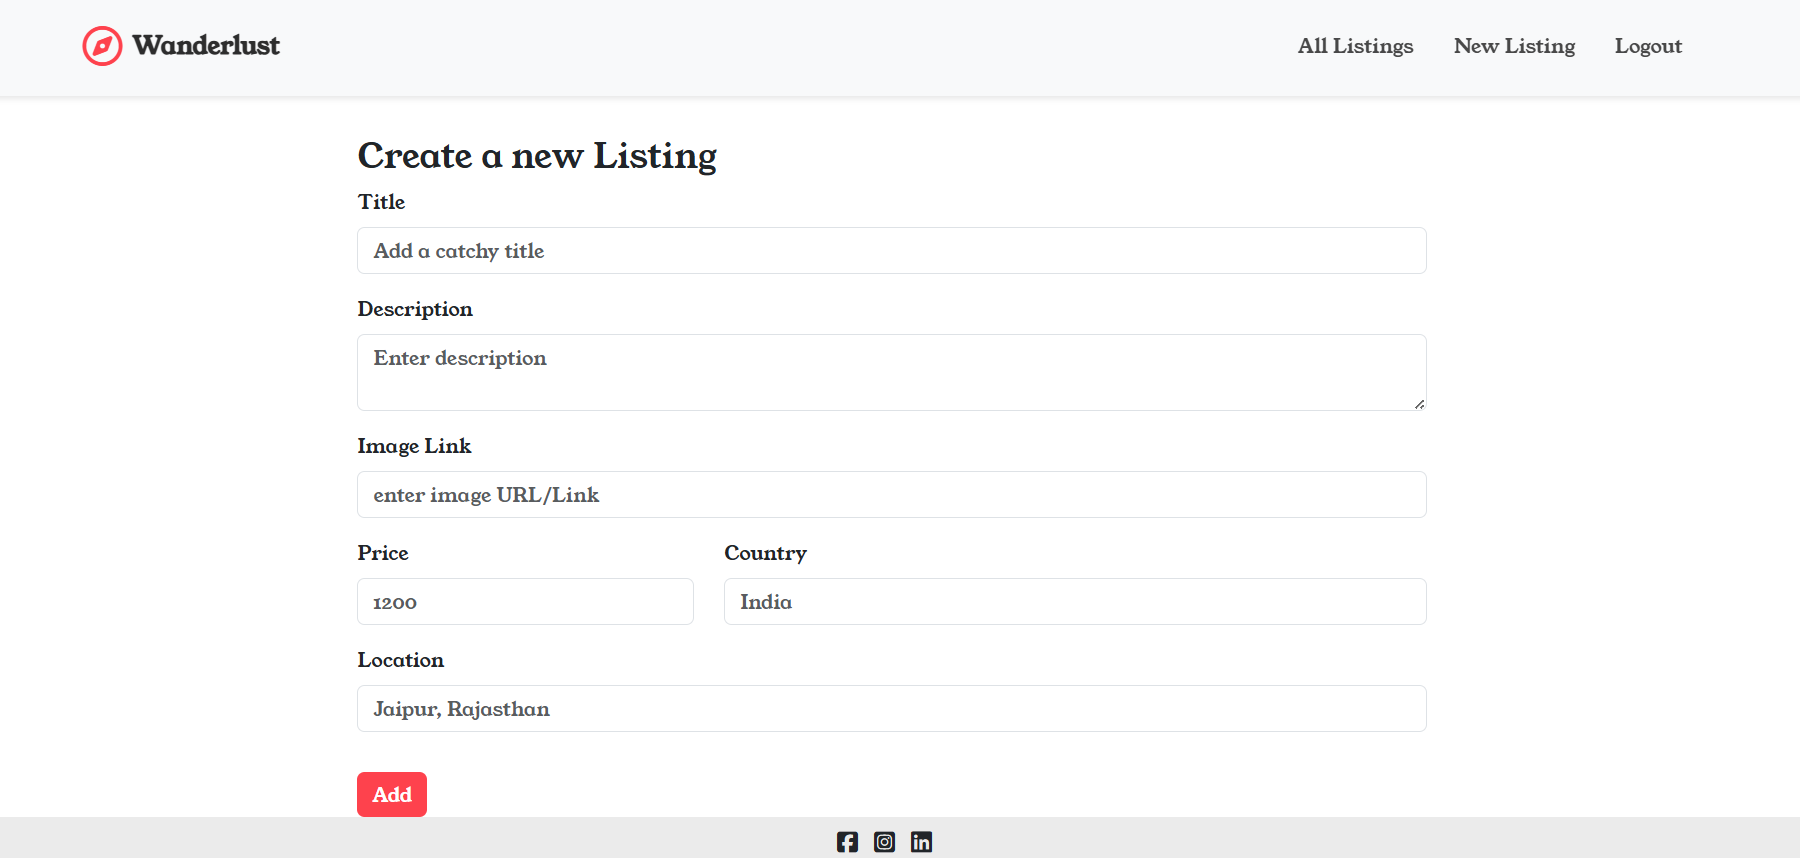 Wanderlust
All Listings
New Listing
Logout
Create a new Listing
Title
Add a catchy title
Description
Enter description
Image Link
enter image URL/Link
Price
Country
1200
India
Location
Jaipur, Rajasthan
Add